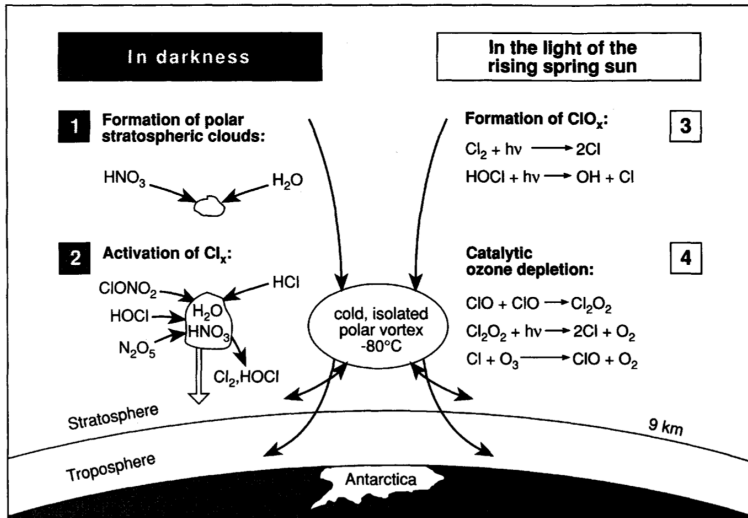 In darkness
In the light of the
rising spring sun
1
Formation of polar
stratospheric clouds:
HNO₃
H₂O
2
Activation of Clₓ:
ClONO₂
HCl
HOCl
H₂O
HNO₃
N₂O₅
Cl₂,HOCl
cold, isolated
polar vortex
-80°C
Formation of ClOₓ:
3
Cl₂ + hν → 2Cl
HOCl + hν → OH + Cl
Catalytic
ozone depletion:
4
ClO + ClO → Cl₂O₂
Cl₂O₂ + hν → 2Cl + O₂
Cl + O₃ → ClO + O₂
Stratosphere
9 km
Troposphere
Antarctica